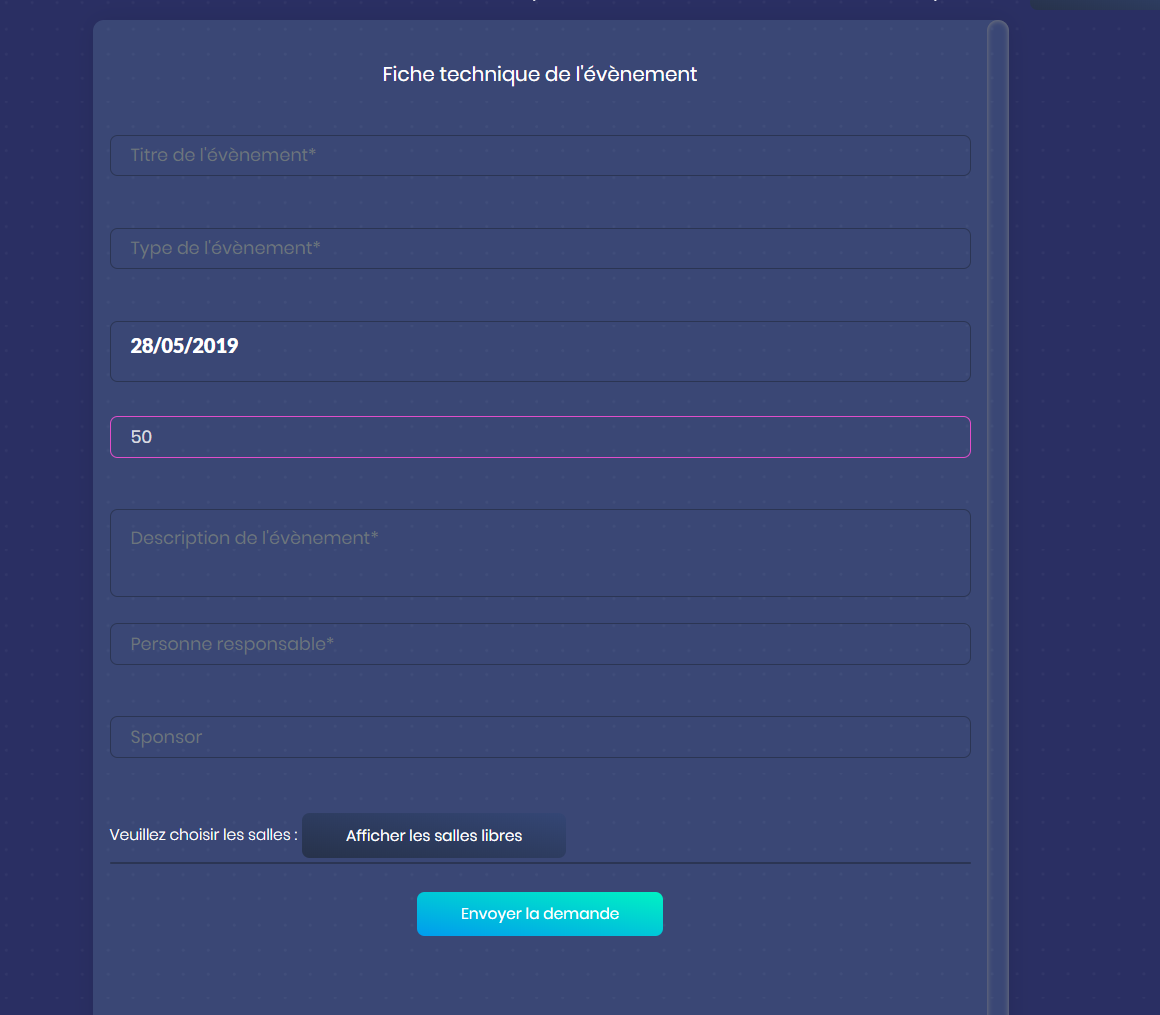 Fiche technique de l'évènement
Titre de l'évènement*
Type de l'évènement*
28/05/2019
50
Description de l'évènement*
Personne responsable*
Sponsor
Veuillez choisir les salles : Afficher les salles libres
Envoyer la demande